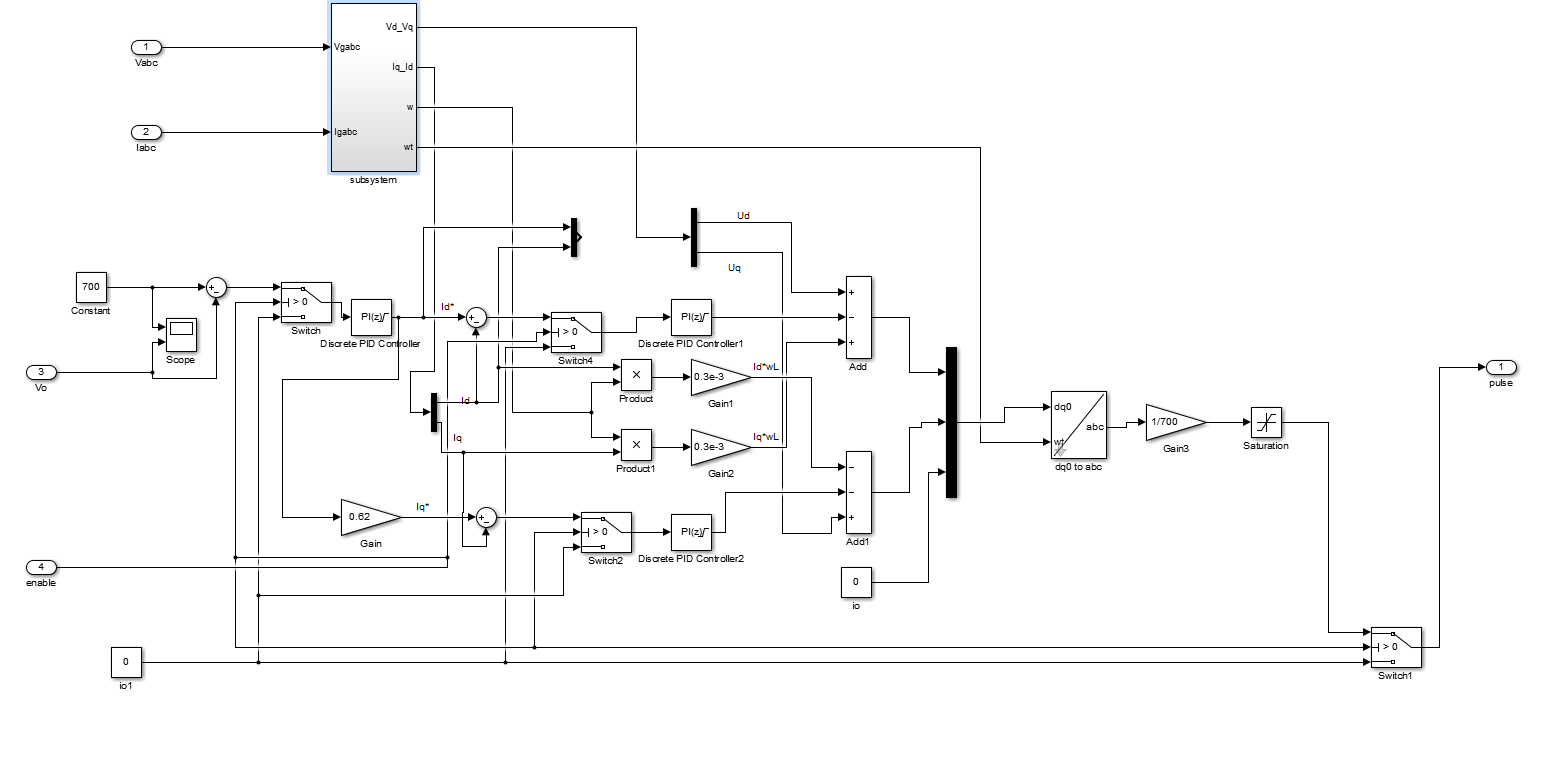 Vd_Vq
1
Vgabc
Vabc
Iq_Id
w
2
Igabc
Iabc
wt
subsystem
Ud
Uq
700
Constant
+
_
> 0
Switch
PI(z)
Discrete PID Controller
Id*
+
_
> 0
Switch4
PI(z)
Discrete PID Controller1
+
−
+
Add
Scope
3
Vo
×
Product
0.3e-3
Gain1
Id*wL
Id
Iq
×
Product1
0.3e-3
Gain2
Iq*wL
dq0
wt
abc
dq0 to abc
1/700
Gain3
Saturation
1
pulse
−
−
+
Add1
0.62
Gain
Iq*
+
_
> 0
Switch2
PI(z)
Discrete PID Controller2
4
enable
0
io
0
io1
> 0
Switch1